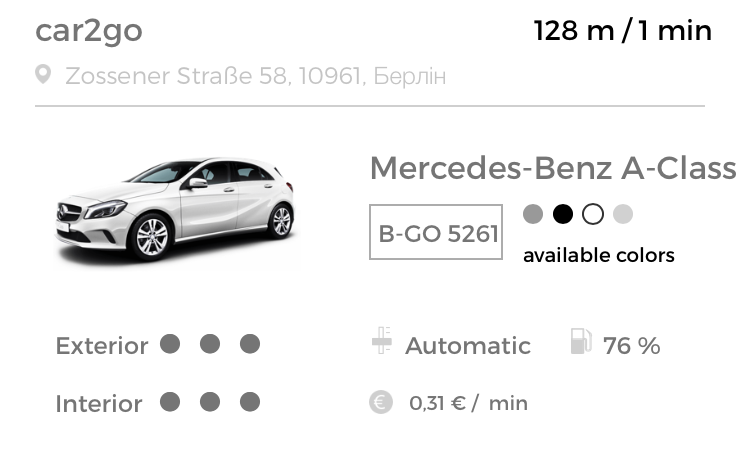 car2go
128 m / 1 min
Zossener Straße 58, 10961, Берлін
Mercedes-Benz A-Class
B-GO 5261
available colors
Exterior
Automatic
76 %
Interior
€
0,31 € / min